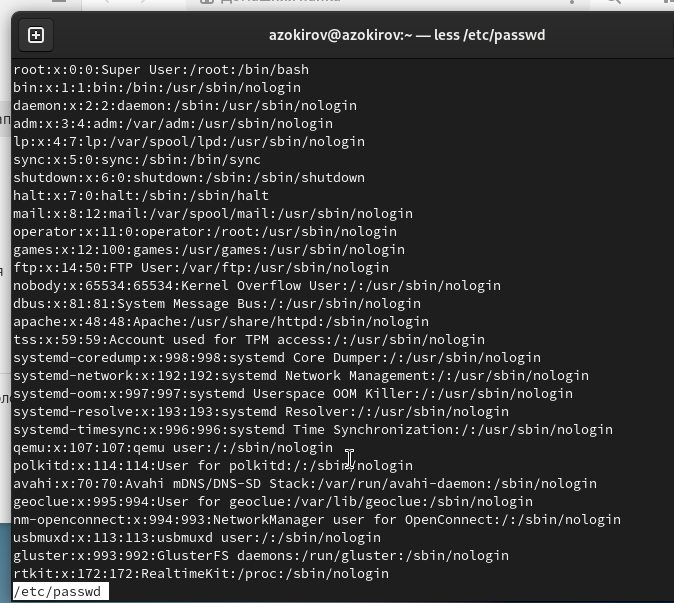 azokirov@azokirov:~ — less /etc/passwd
root:x:0:0:Super User:/root:/bin/bash
bin:x:1:1:bin:/bin:/usr/sbin/nologin
daemon:x:2:2:daemon:/sbin:/usr/sbin/nologin
adm:x:3:4:adm:/var/adm:/usr/sbin/nologin
lp:x:4:7:lp:/var/spool/lpd:/usr/sbin/nologin
sync:x:5:0:sync:/sbin:/bin/sync
shutdown:x:6:0:shutdown:/sbin:/sbin/shutdown
halt:x:7:0:halt:/sbin:/sbin/halt
mail:x:8:12:mail:/var/spool/mail:/usr/sbin/nologin
operator:x:11:0:operator:/root:/usr/sbin/nologin
games:x:12:100:games:/usr/games:/usr/sbin/nologin
ftp:x:14:50:FTP User:/var/ftp:/usr/sbin/nologin
nobody:x:65534:65534:Kernel Overflow User:/:/usr/sbin/nologin
dbus:x:81:81:System Message Bus:/:/usr/sbin/nologin
apache:x:48:48:Apache:/usr/share/httpd:/sbin/nologin
tss:x:59:59:Account used for TPM access:/:/usr/sbin/nologin
systemd-coredump:x:998:998:systemd Core Dumper:/:/usr/sbin/nologin
systemd-network:x:192:192:systemd Network Management:/:/usr/sbin/nologin
systemd-oom:x:997:997:systemd Userspace OOM Killer:/:/usr/sbin/nologin
systemd-resolve:x:193:193:systemd Resolver:/:/usr/sbin/nologin
systemd-timesync:x:996:996:systemd Time Synchronization:/:/usr/sbin/nologin
qemu:x:107:107:qemu user:/:/sbin/nologin
polkitd:x:114:114:User for polkitd:/:/sbin/nologin
avahi:x:70:70:Avahi mDNS/DNS-SD Stack:/var/run/avahi-daemon:/sbin/nologin
geoclue:x:995:994:User for geoclue:/var/lib/geoclue:/sbin/nologin
nm-openconnect:x:994:993:NetworkManager user for OpenConnect:/:/sbin/nologin
usbmuxd:x:113:113:usbmuxd user:/:/sbin/nologin
gluster:x:993:992:GlusterFS daemons:/run/gluster:/sbin/nologin
rtkit:x:172:172:RealtimeKit:/proc:/sbin/nologin
/etc/passwd